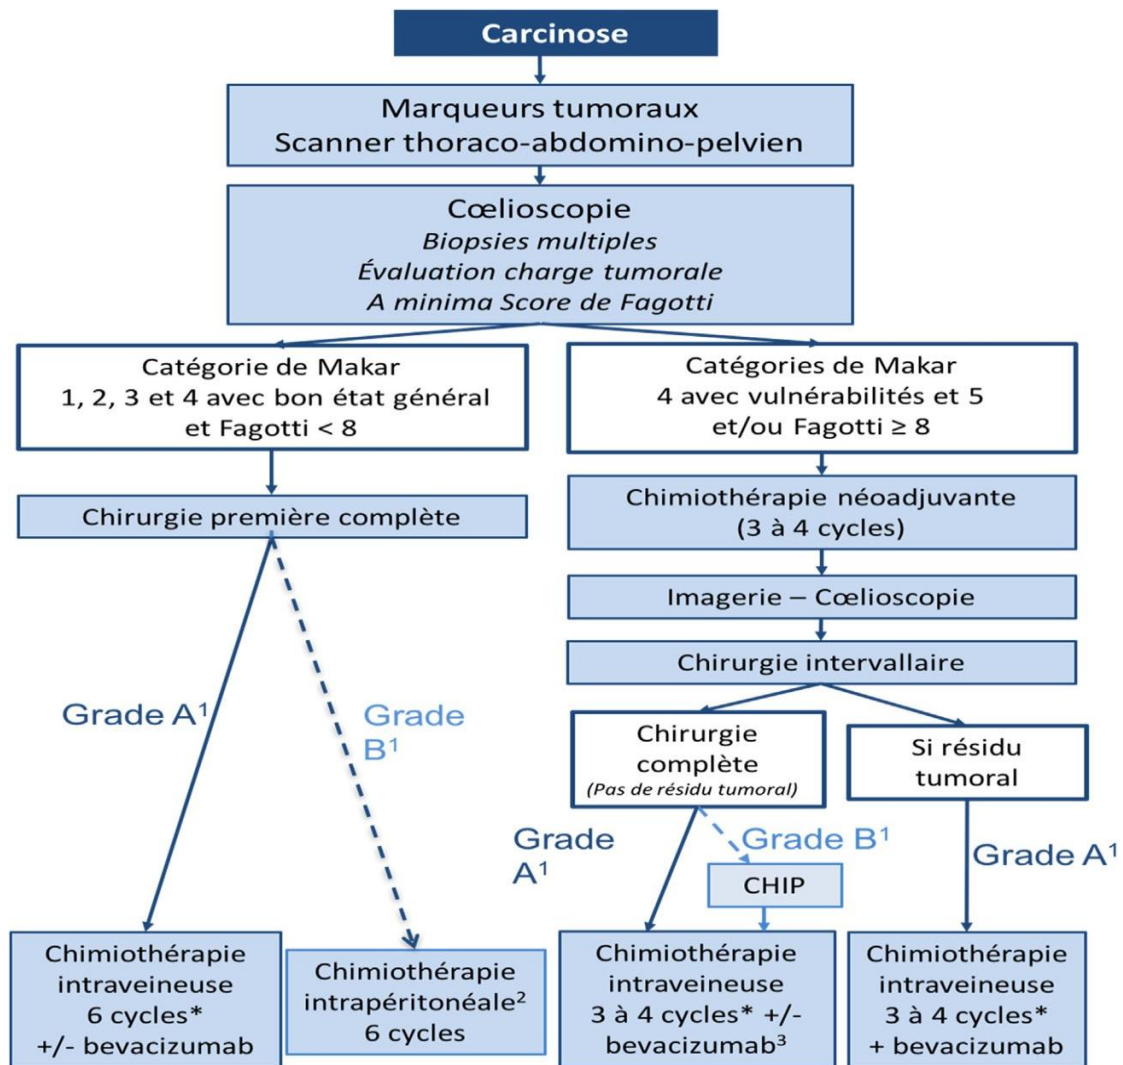 Carcinose
Marqueurs tumoraux
Scanner thoraco-abdomino-pelvien
Cœlioscopie
Biopsies multiples
Évaluation charge tumorale
A minima Score de Fagotti
Catégorie de Makar
1, 2, 3 et 4 avec bon état général
et Fagotti < 8
Catégories de Makar
4 avec vulnérabilités et 5
et/ou Fagotti ≥ 8
Chirurgie première complète
Chimiothérapie néoadjuvante
(3 à 4 cycles)
Imagerie – Cœlioscopie
Chirurgie intervallaire
Grade A¹
Grade
B¹
Chirurgie
complète
(Pas de résidu tumoral)
Si résidu
tumoral
Grade
A¹
Grade B¹
Grade A¹
CHIP
Chimiothérapie
intraveineuse
6 cycles*
+/- bevacizumab
Chimiothérapie
intrapéritonéale²
6 cycles
Chimiothérapie
intraveineuse
3 à 4 cycles* +/-
bevacizumab³
Chimiothérapie
intraveineuse
3 à 4 cycles*
+ bevacizumab